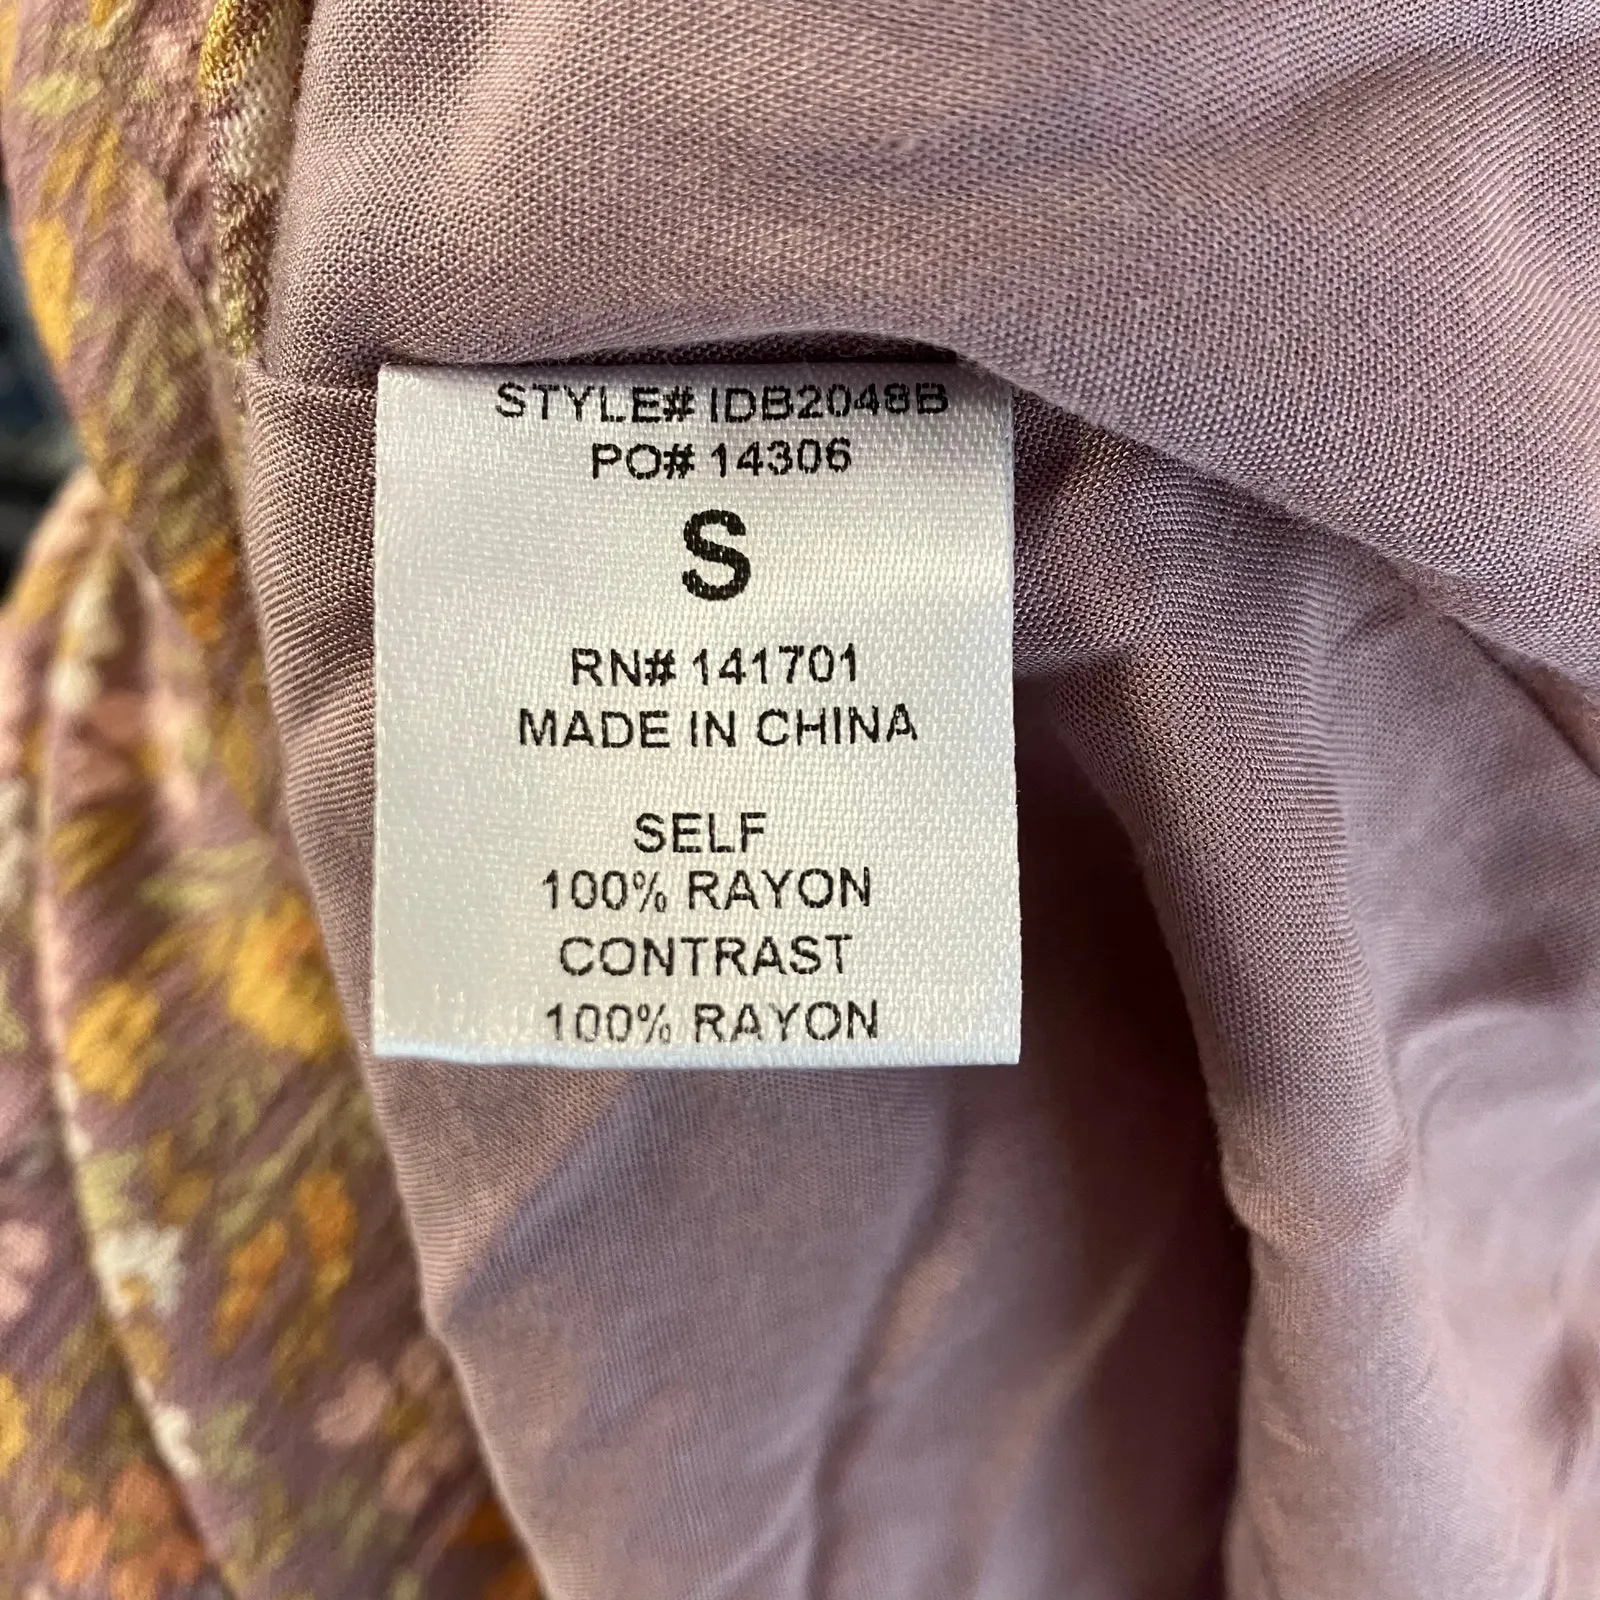 STYLE# IDB2048B
PO# 14306
S
RN# 141701
MADE IN CHINA
SELF
100% RAYON
CONTRAST
100% RAYON